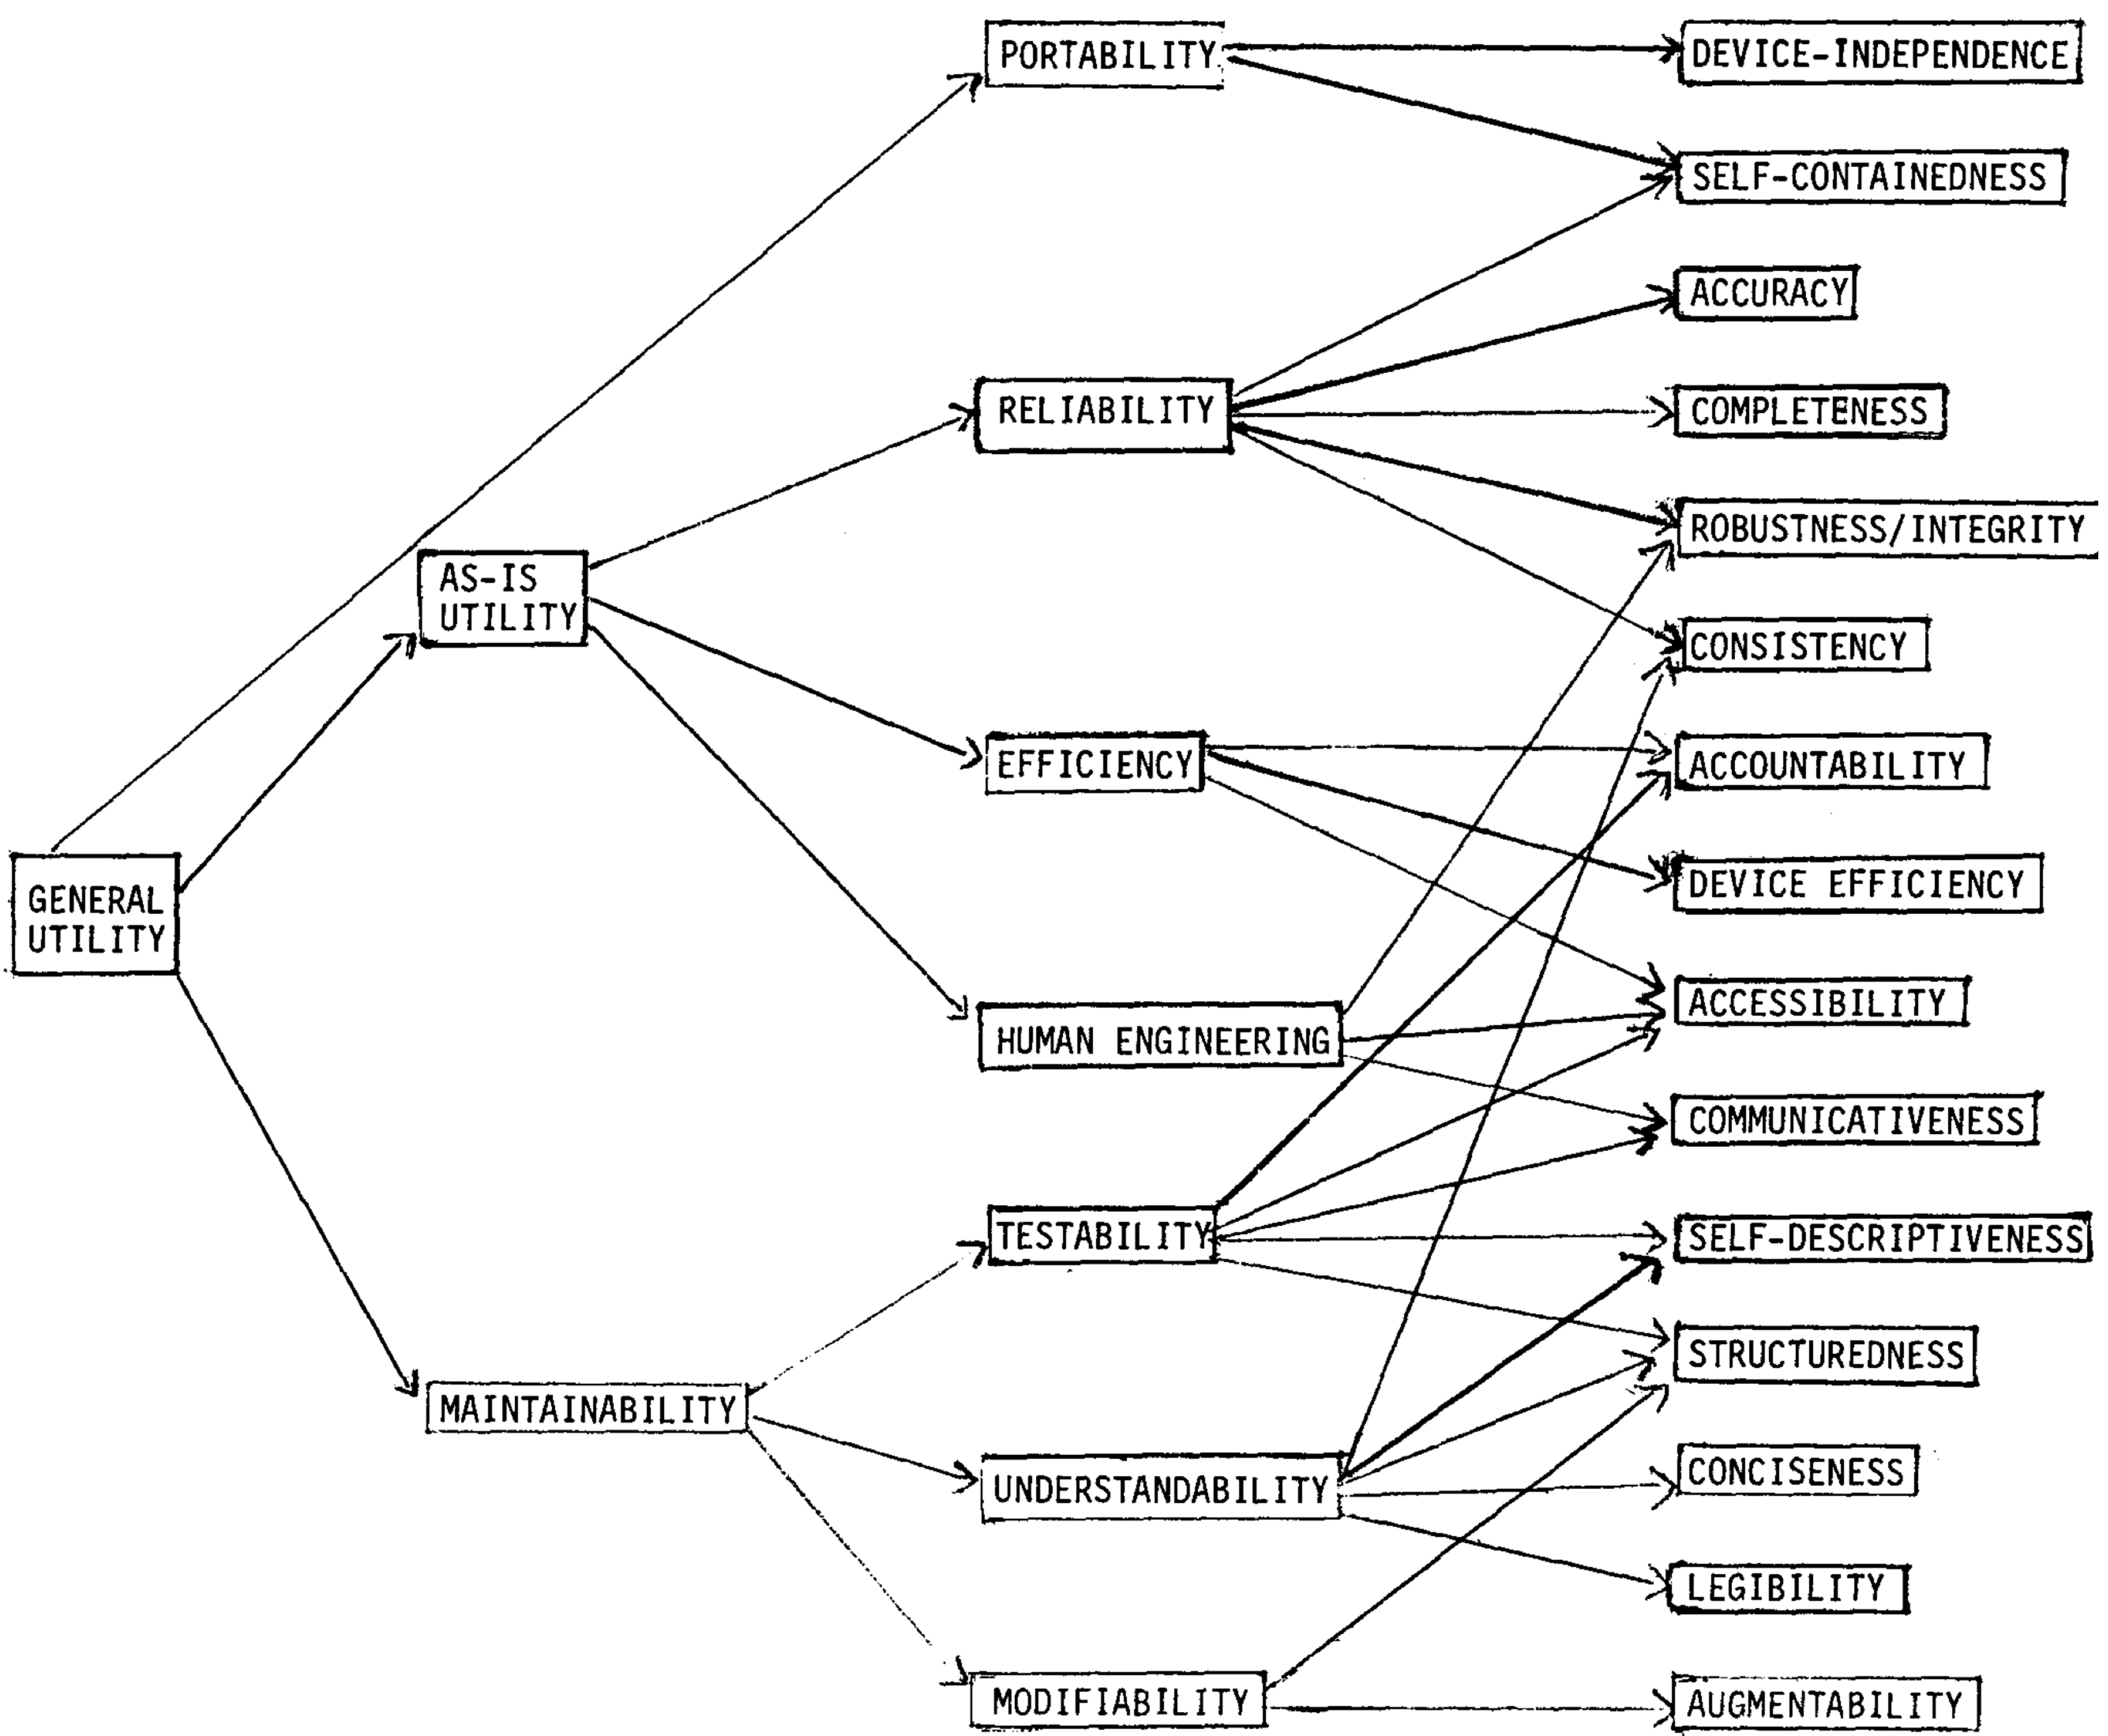 PORTABILITY
DEVICE-INDEPENDENCE
SELF-CONTAINEDNESS
ACCURACY
RELIABILITY
COMPLETENESS
ROBUSTNESS/INTEGRITY
AS-IS
UTILITY
CONSISTENCY
EFFICIENCY
ACCOUNTABILITY
DEVICE EFFICIENCY
GENERAL
UTILITY
ACCESSIBILITY
HUMAN ENGINEERING
COMMUNICATIVENESS
TESTABILITY
SELF-DESCRIPTIVENESS
STRUCTUREDNESS
MAINTAINABILITY
CONCISENESS
UNDERSTANDABILITY
LEGIBILITY
MODIFIABILITY
AUGMENTABILITY